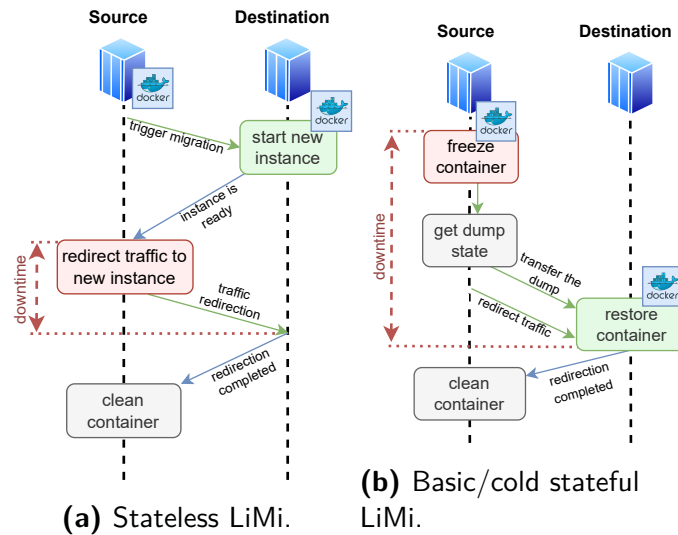 Source
Destination
docker
docker
trigger migration
start new
instance
instance is
ready
downtime
redirect traffic to
new instance
traffic
redirection
redirection
completed
clean
container
(a) Stateless LiMi.
Source
Destination
docker
freeze
container
downtime
get dump
state
transfer the
dump
docker
redirect traffic
restore
container
redirection
completed
clean
container
(b) Basic/cold stateful
LiMi.